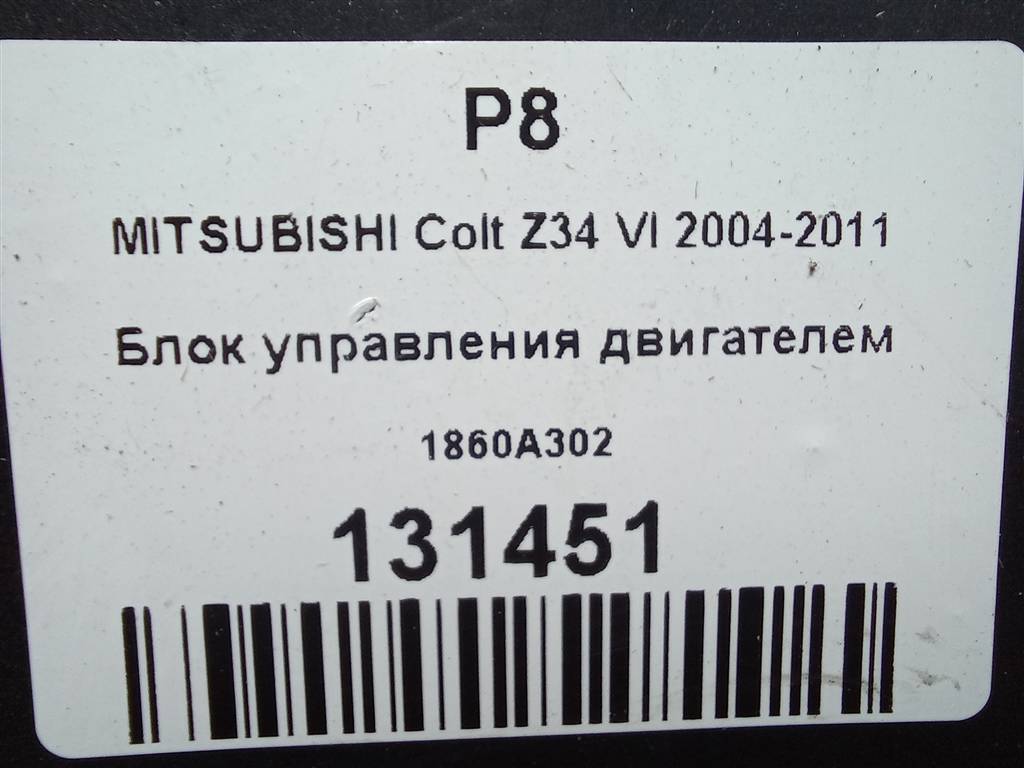 P8
MITSUBISHI Colt Z34 VI 2004-2011
Блок управления двигателем
1860A302
131451